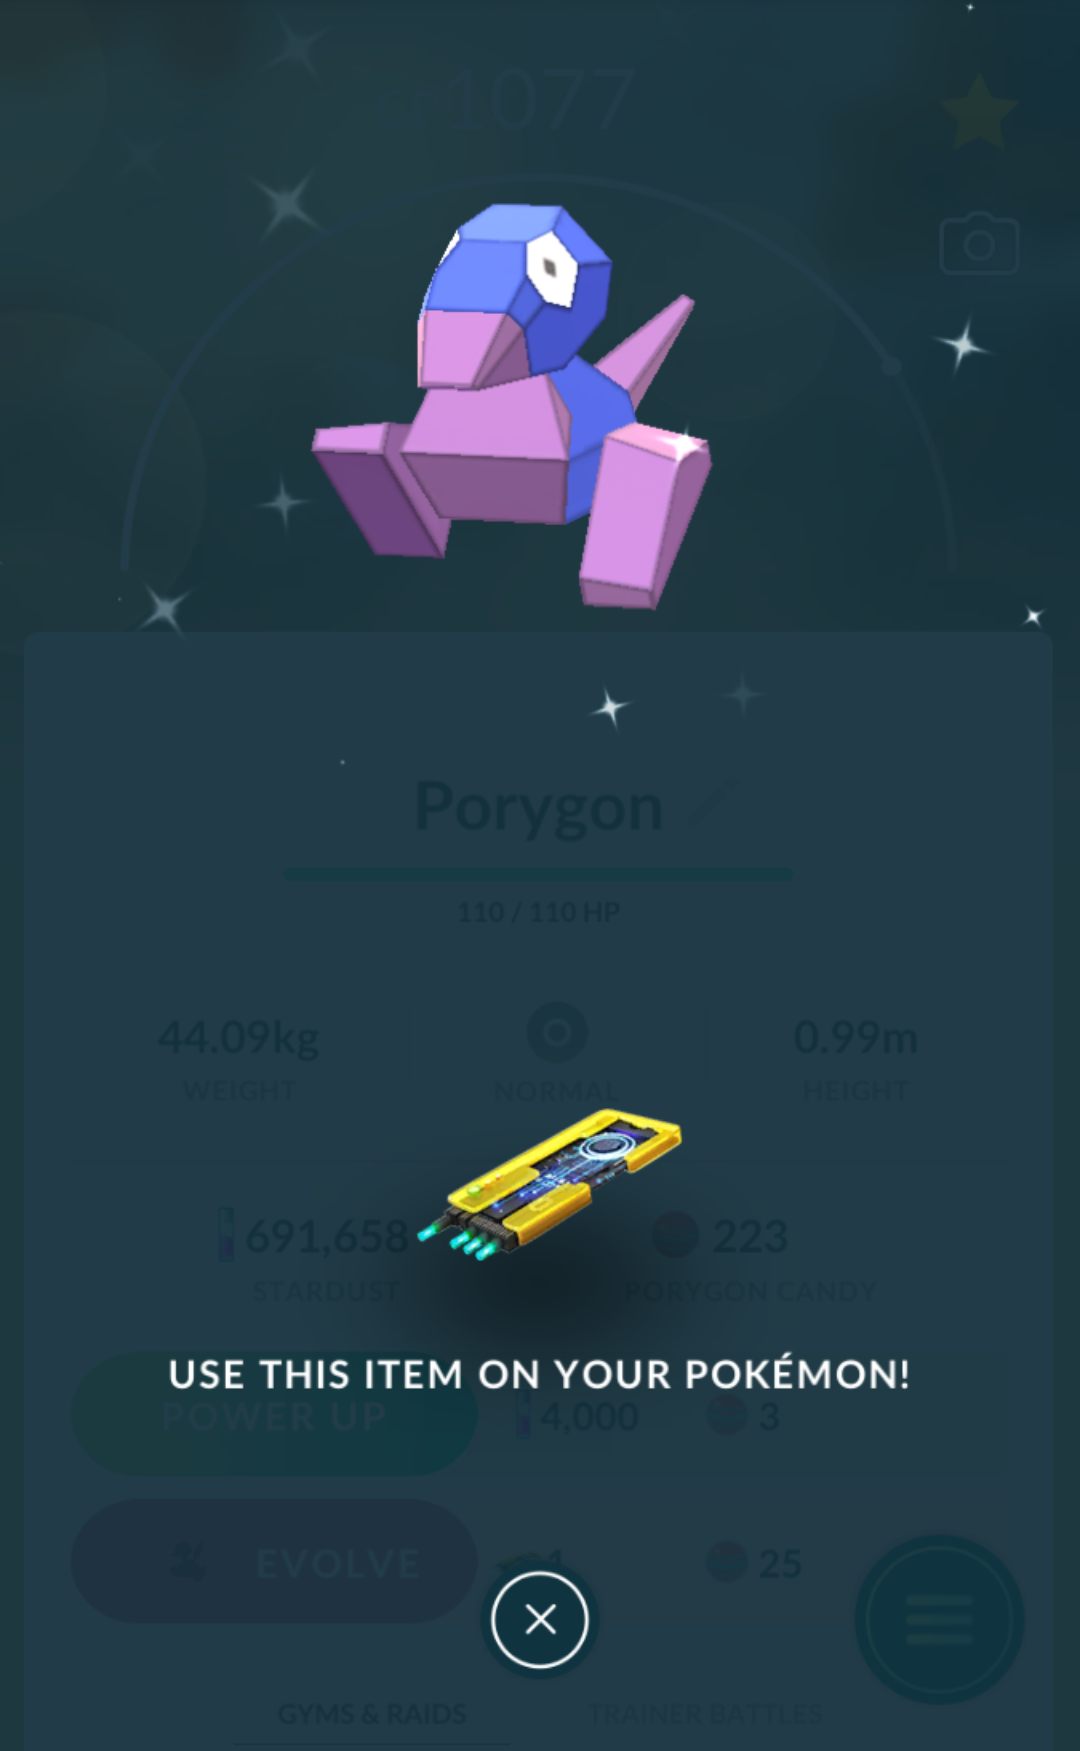 1077
Porygon
110 / 110 HP
44.09kg
WEIGHT
NORMAL
0.99m
HEIGHT
691,658
STARDUST
223
PORYGON CANDY
USE THIS ITEM ON YOUR POKÉMON!
POWER UP
4,000
3
EVOLVE
1
25
GYMS & RAIDS
TRAINER BATTLES